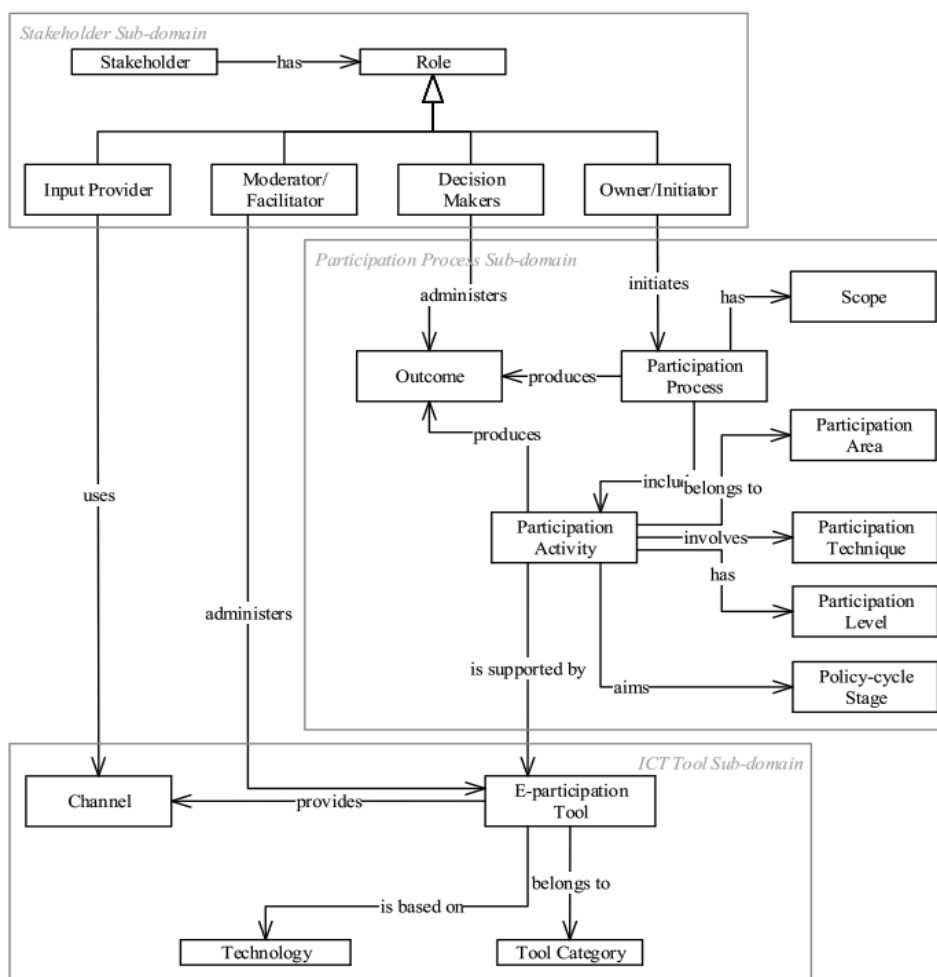 Stakeholder Sub-domain
Stakeholder
has
Role
Input Provider
Moderator/
Facilitator
Decision
Makers
Owner/Initiator
Participation Process Sub-domain
administers
initiates
has
Scope
Outcome
produces
Participation
Process
produces
Participation
Area
belongs to
uses
Participation
Activity
involves
Participation
Technique
has
Participation
Level
administers
is supported by
aims
Policy-cycle
Stage
ICT Tool Sub-domain
Channel
provides
E-participation
Tool
belongs to
is based on
Technology
Tool Category